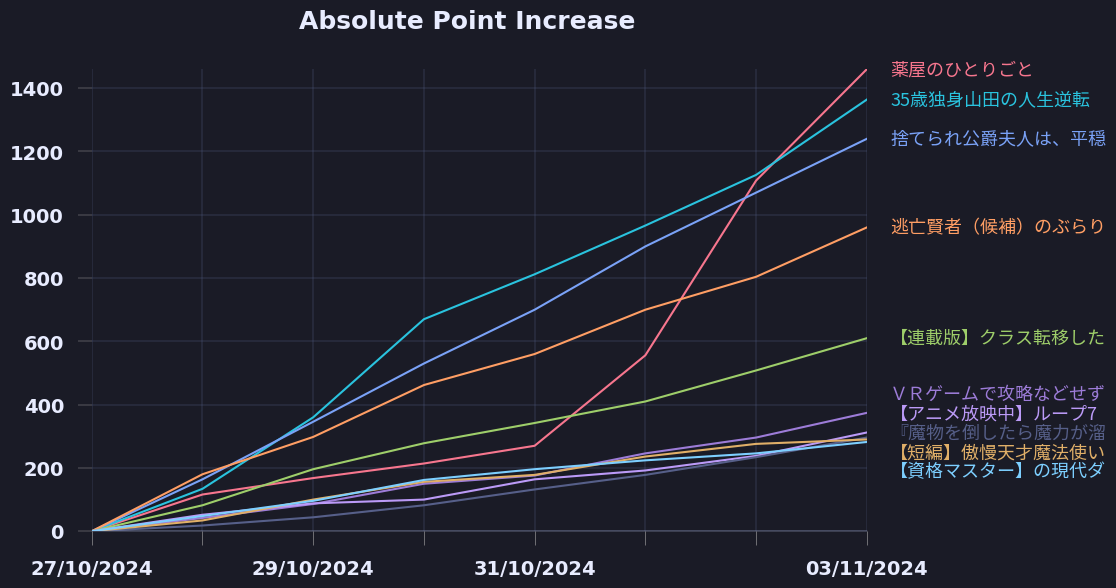 Absolute Point Increase
1400
1200
1000
800
600
400
200
0
27/10/2024
29/10/2024
31/10/2024
03/11/2024
薬屋のひとりごと
35歳独身山田の人生逆転
捨てられ公爵夫人は、平穏
逃亡賢者（候補）のぶらり
【連載版】クラス転移した
ＶＲゲームで攻略などせず
【アニメ放映中】ループ7
『魔物を倒したら魔力が溜
【短編】傲慢天才魔法使い
【資格マスター】の現代ダ